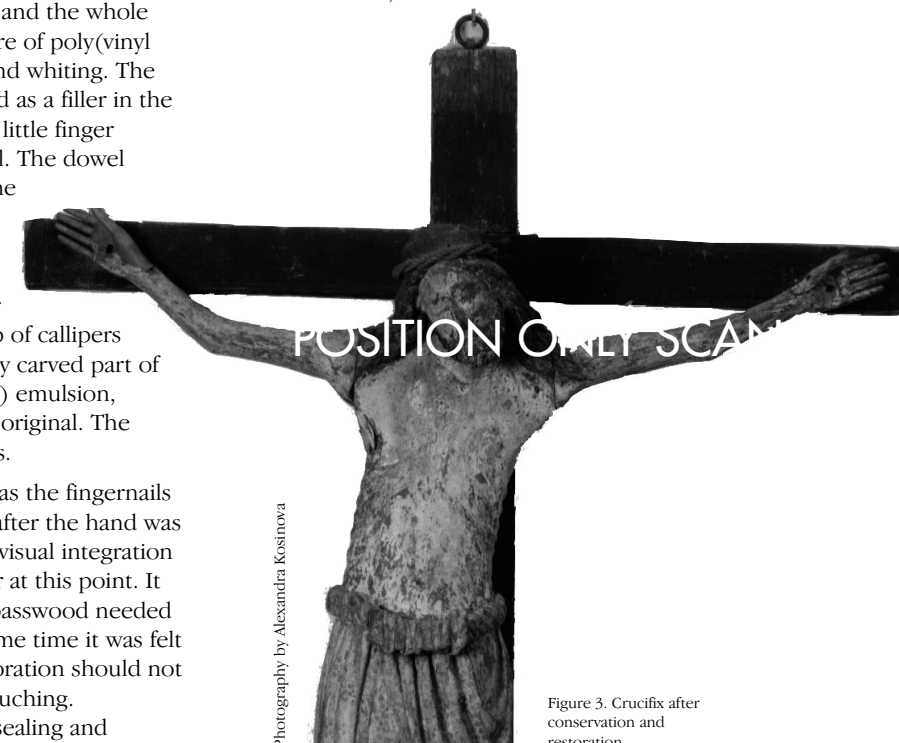 and the whole
re of poly(vinyl
nd whiting. The
d as a filler in the
little finger
l. The dowel
ne
o of callipers
y carved part of
) emulsion,
original. The
s.
as the fingernails
after the hand was
visual integration
r at this point. It
basswood needed
me time it was felt
oration should not
uching.
sealing and
POSITION ONLY SCAN
Photography by Alexandra Kosinova
Figure 3. Crucifix after
conservation and
restoration